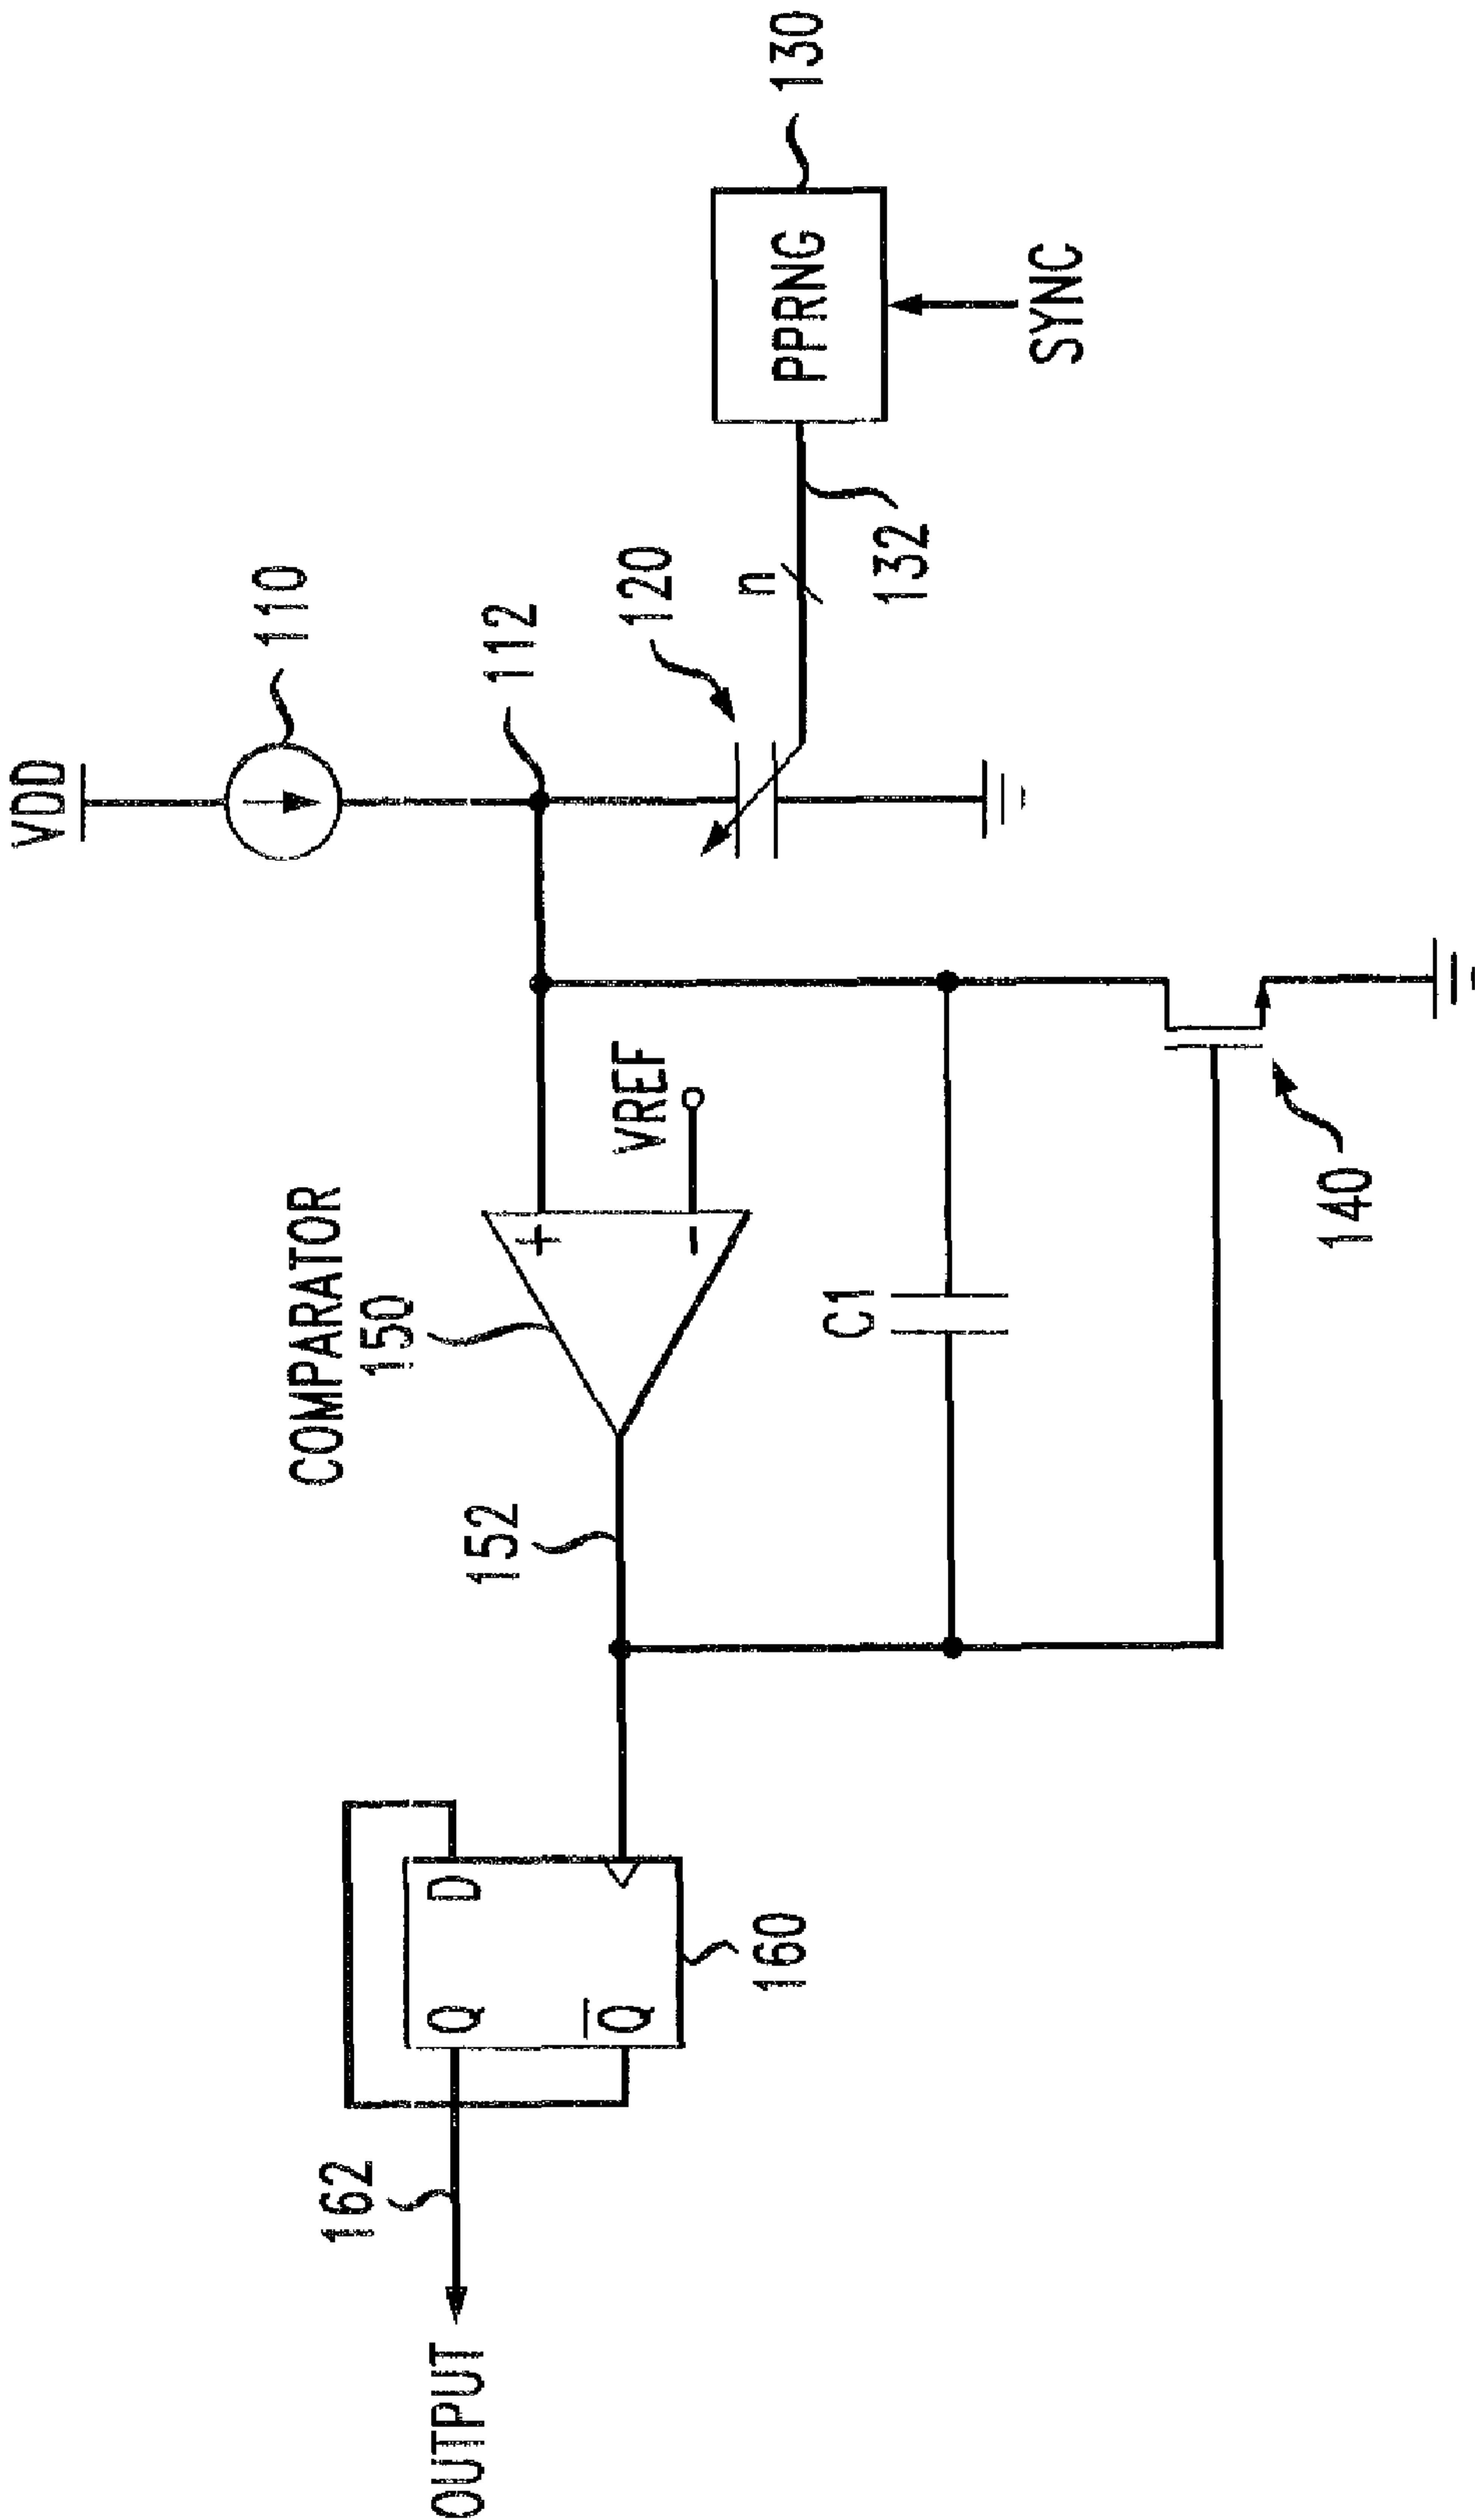 VDD
110
112
120
n
132
PPRNG
130
SYNC
COMPARATOR
150
+
-
VREF
152
C1
140
D
Q
Q̅
160
162
OUTPUT